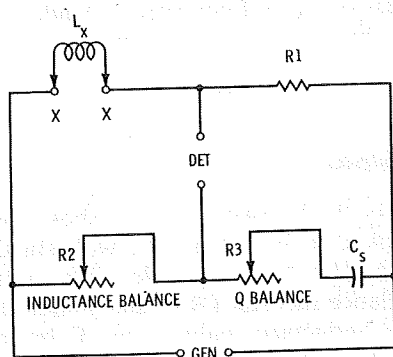 Lx
R1
X X
DET
R2
R3
Cs
INDUCTANCE BALANCE
Q BALANCE
GEN